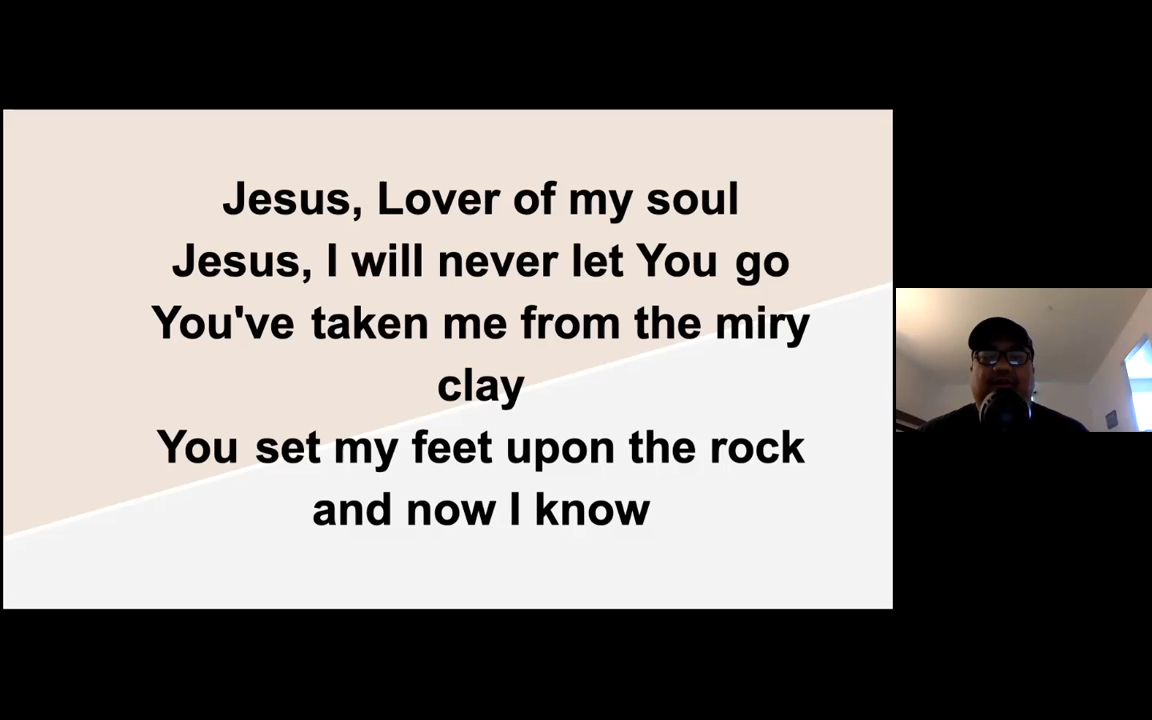 Jesus, Lover of my soul
Jesus, I will never let You go
You've taken me from the miry
clay
You set my feet upon the rock
and now I know